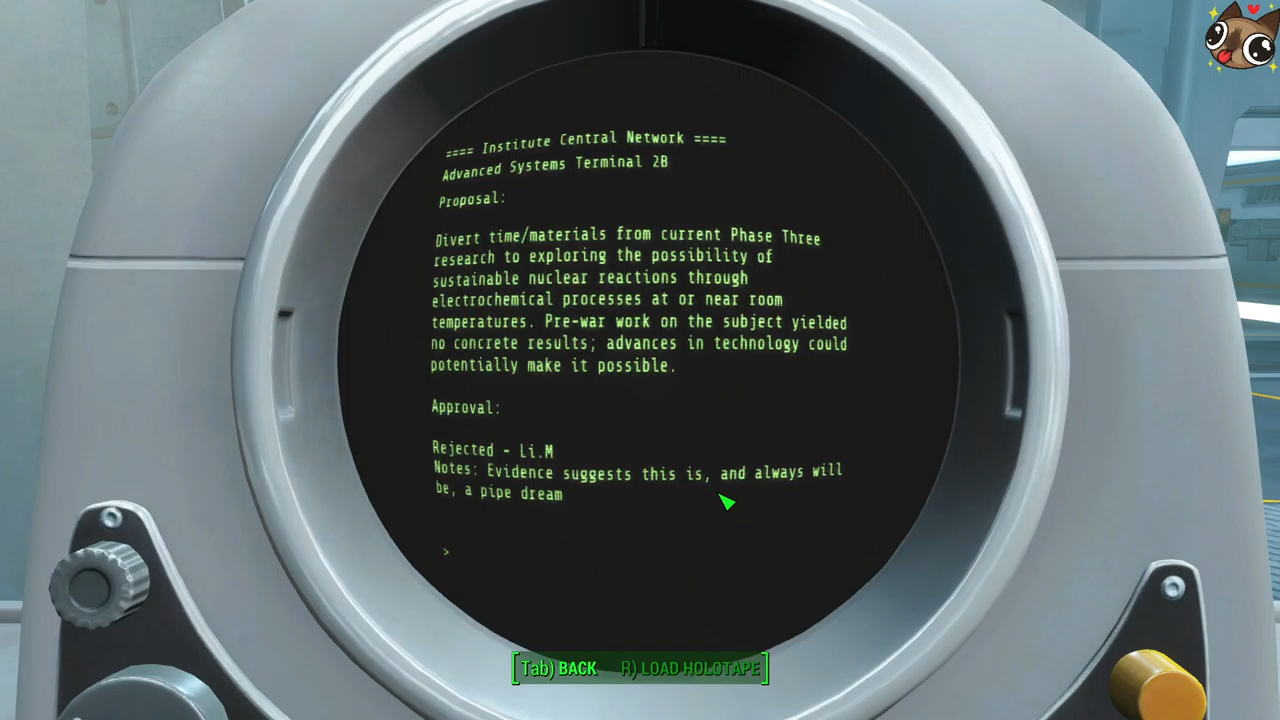 ==== Institute Central Network ====
Advanced Systems Terminal 2B
Proposal:
Divert time/materials from current Phase Three
research to exploring the possibility of
sustainable nuclear reactions through
electrochemical processes at or near room
temperatures. Pre-war work on the subject yielded
no concrete results; advances in technology could
potentially make it possible.
Approval:
Rejected - Li.M
Notes: Evidence suggests this is, and always will
be, a pipe dream
>
Tab) BACK R) LOAD HOLOTAPE